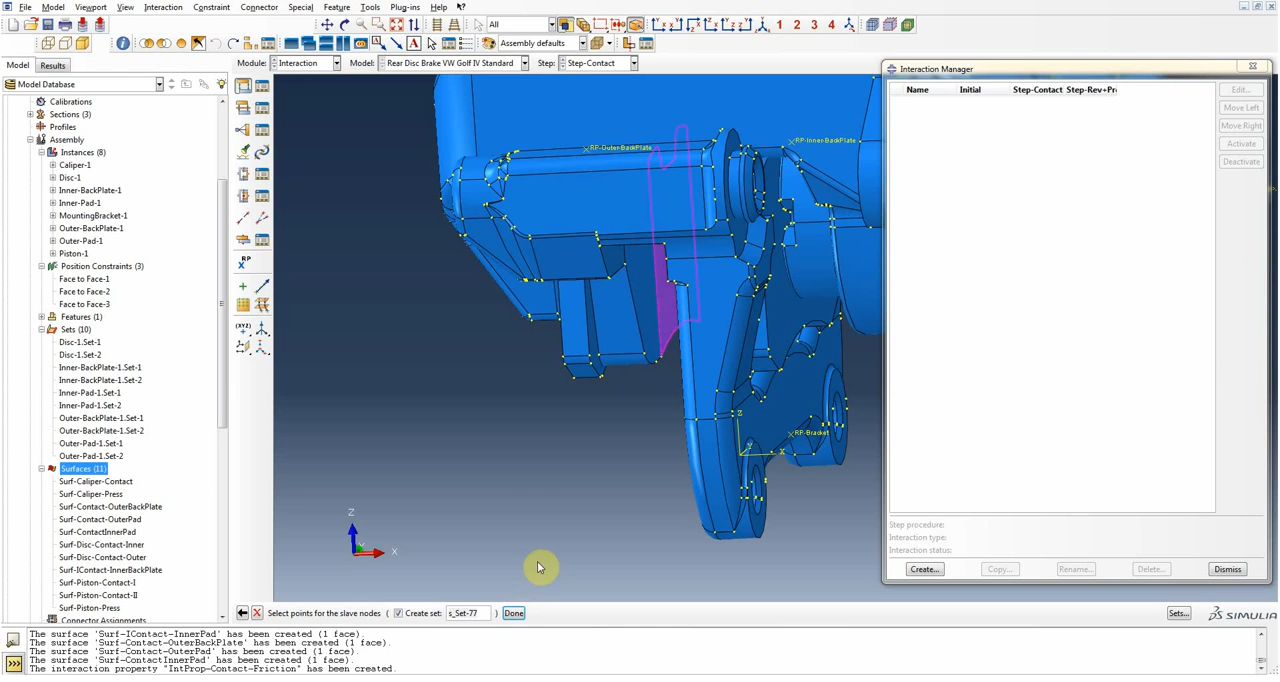 File Model Viewport View Interaction Constraint Connector Special Feature Tools Plug-ins Help
All
1 2 3 4
A Assembly defaults
Model Results Module: Interaction Model: Rear Disc Brake VW Golf IV Standard Step: Step-Contact
Interaction Manager
Name Initial Step-Contact Step-Rev+Pr
Edit...
Move Left
Move Right
Activate
Deactivate
Model Database
Calibrations
Sections (3)
Profiles
Assembly
Instances (8)
Caliper-1
Disc-1
Inner-BackPlate-1
Inner-Pad-1
MountingBracket-1
Outer-BackPlate-1
Outer-Pad-1
Piston-1
Position Constraints (3)
Face to Face-1
Face to Face-2
Face to Face-3
Features (1)
Sets (10)
Disc-1.Set-1
Disc-1.Set-2
Inner-BackPlate-1.Set-1
Inner-BackPlate-1.Set-2
Inner-Pad-1.Set-1
Inner-Pad-1.Set-2
Outer-BackPlate-1.Set-1
Outer-BackPlate-1.Set-2
Outer-Pad-1.Set-1
Outer-Pad-1.Set-2
Surfaces (11)
Surf-Caliper-Contact
Surf-Caliper-Press
Surf-Contact-OuterBackPlate
Surf-Contact-OuterPad
Surf-ContactInnerPad
Surf-Disc-Contact-Inner
Surf-Disc-Contact-Outer
Surf-IContact-InnerBackPlate
Surf-Piston-Contact-I
Surf-Piston-Contact-II
Surf-Piston-Press
Connector Assignments
RP
(XYZ)
RP-Outer-BackPlate
RP-Inner-BackPlate
RP-Bracket
Z
Y
X
Z
X
Step procedure:
Interaction type:
Interaction status:
Create... Copy... Rename... Delete... Dismiss
Select points for the slave nodes ( Create set: s_Set-77 ) Done
Sets...
SIMULIA
The surface 'Surf-IContact-InnerPad' has been created (1 face).
The surface 'Surf-Contact-OuterBackPlate' has been created (1 face).
The surface 'Surf-Contact-OuterPad' has been created (1 face).
The surface 'Surf-ContactInnerPad' has been created (1 face).
The interaction property "IntProp-Contact-Friction" has been created.